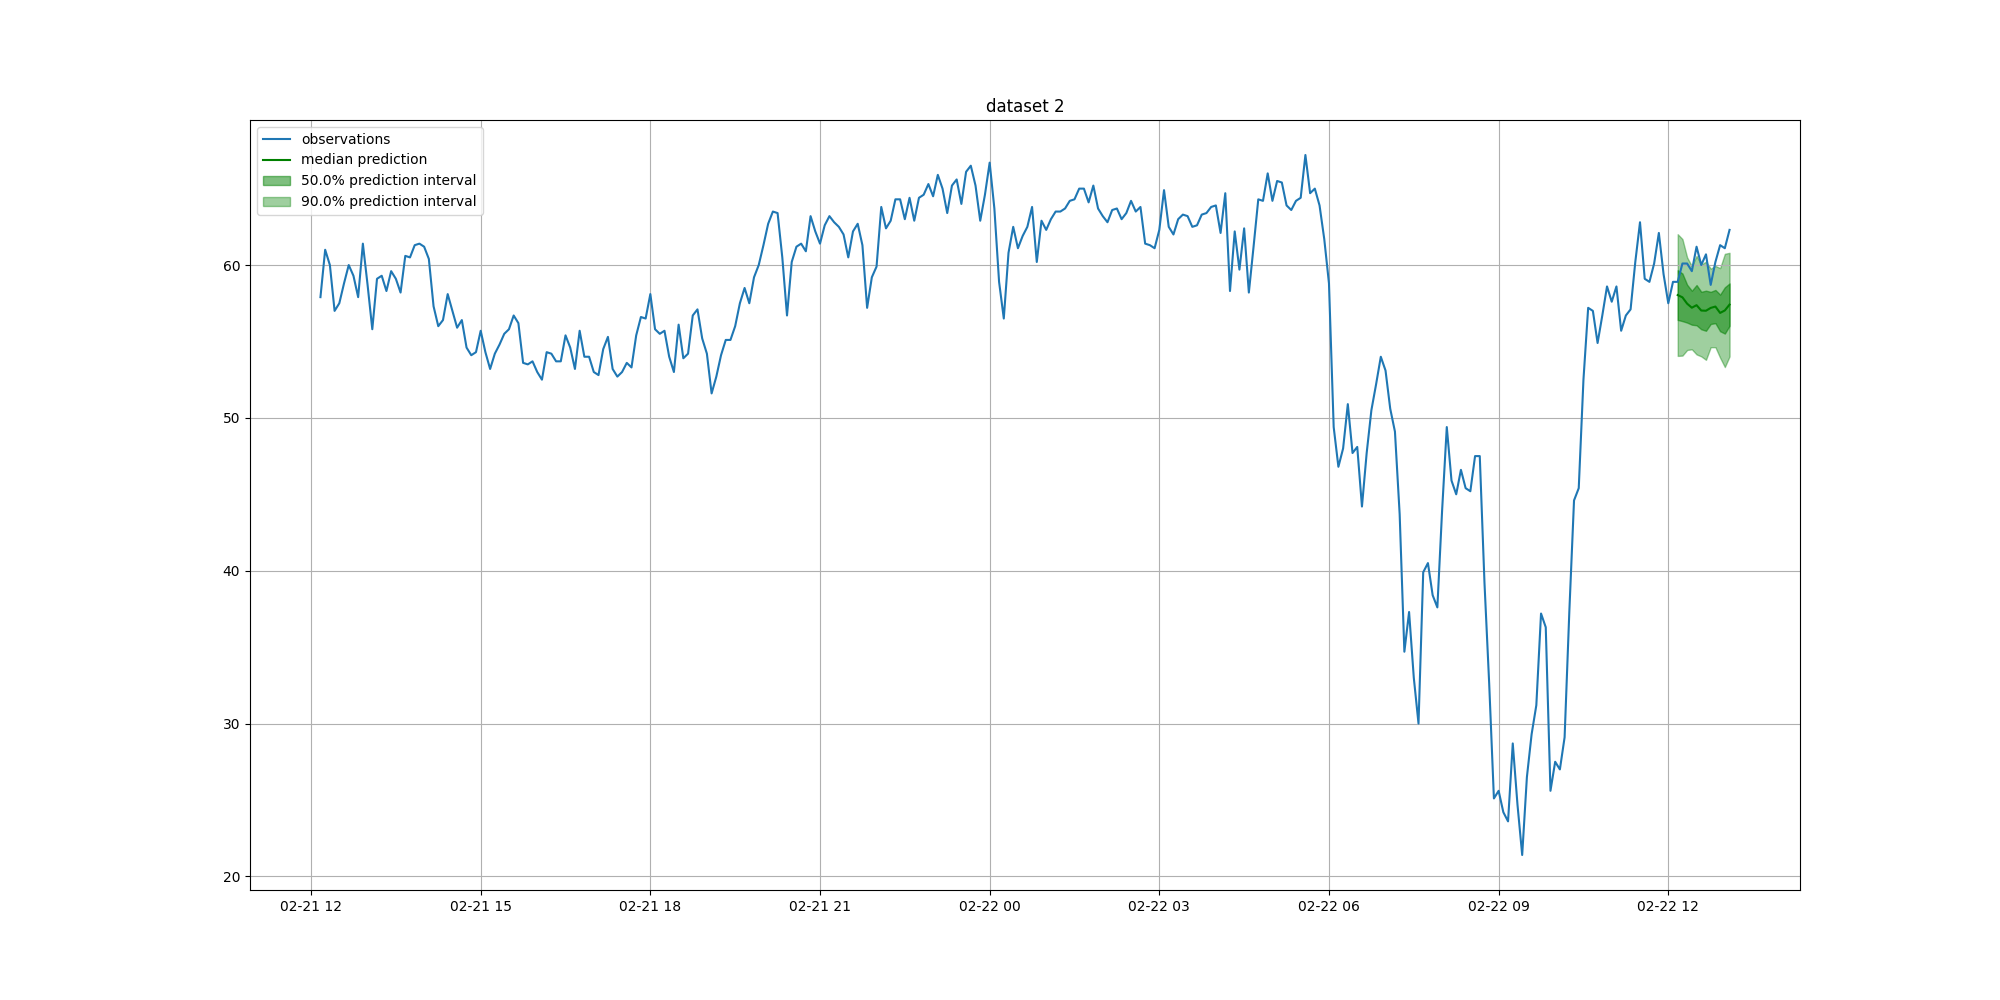 dataset 2
observations
median prediction
50.0% prediction interval
90.0% prediction interval
60
50
40
30
20
02-21 12
02-21 15
02-21 18
02-21 21
02-22 00
02-22 03
02-22 06
02-22 09
02-22 12